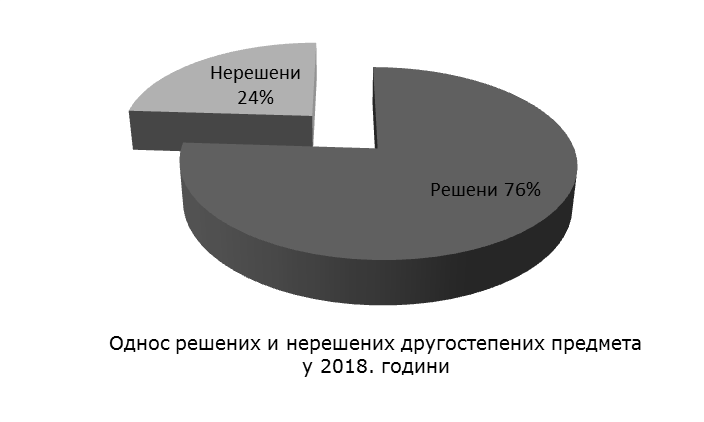 Нерешени
24%
Решени 76%
Однос решених и нерешених другостепених предмета
у 2018. години